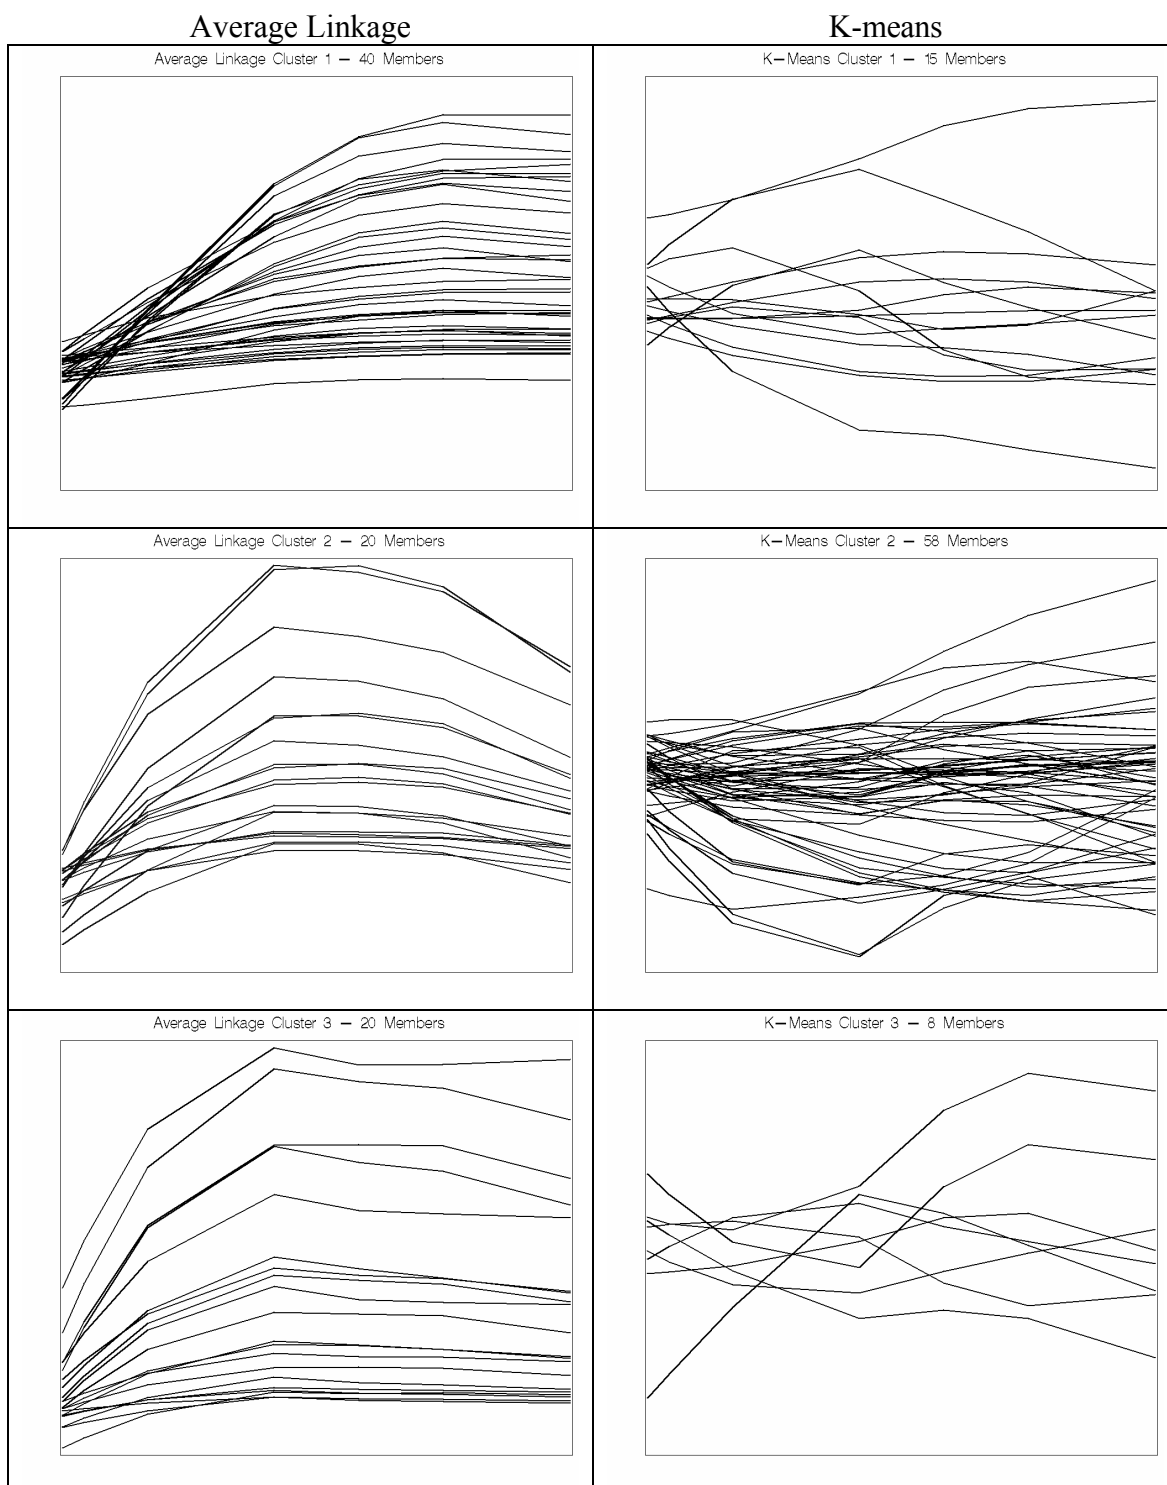 Average Linkage
K-means
Average Linkage Cluster 1 – 40 Members
K–Means Cluster 1 – 15 Members
Average Linkage Cluster 2 – 20 Members
K–Means Cluster 2 – 58 Members
Average Linkage Cluster 3 – 20 Members
K–Means Cluster 3 – 8 Members